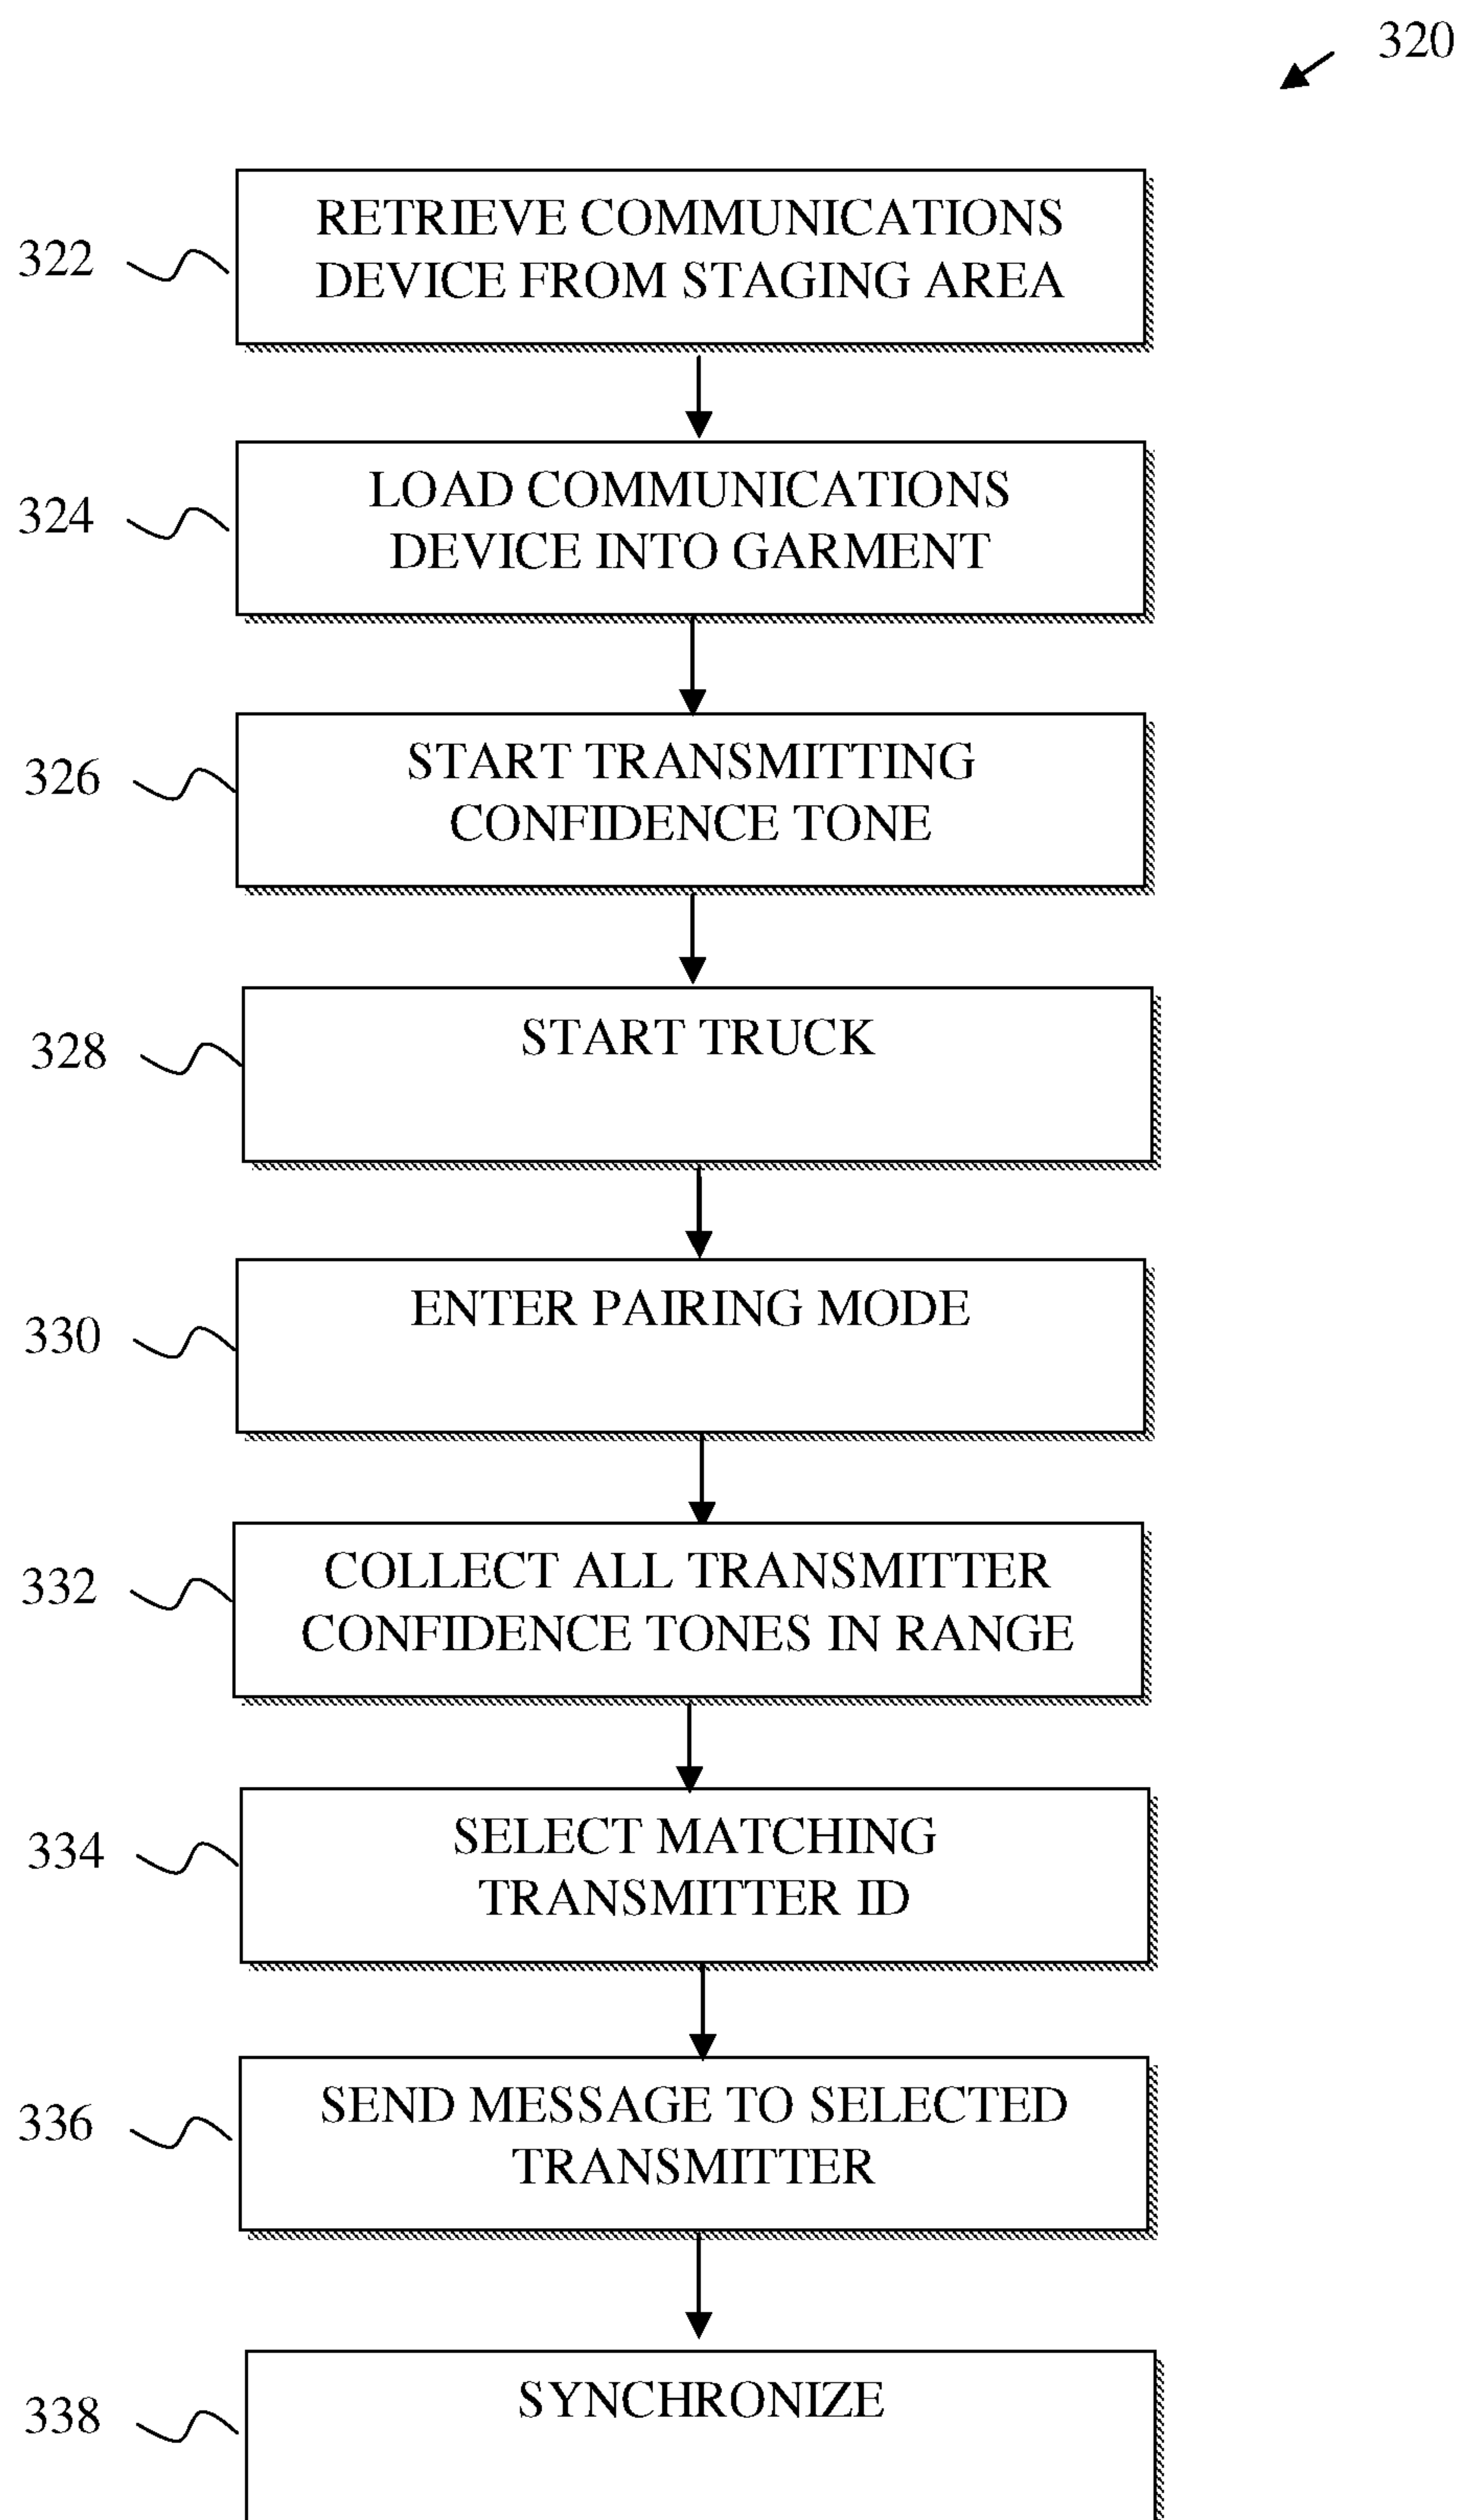 320
322
RETRIEVE COMMUNICATIONS
DEVICE FROM STAGING AREA
324
LOAD COMMUNICATIONS
DEVICE INTO GARMENT
326
START TRANSMITTING
CONFIDENCE TONE
328
START TRUCK
330
ENTER PAIRING MODE
332
COLLECT ALL TRANSMITTER
CONFIDENCE TONES IN RANGE
334
SELECT MATCHING
TRANSMITTER ID
336
SEND MESSAGE TO SELECTED
TRANSMITTER
338
SYNCHRONIZE